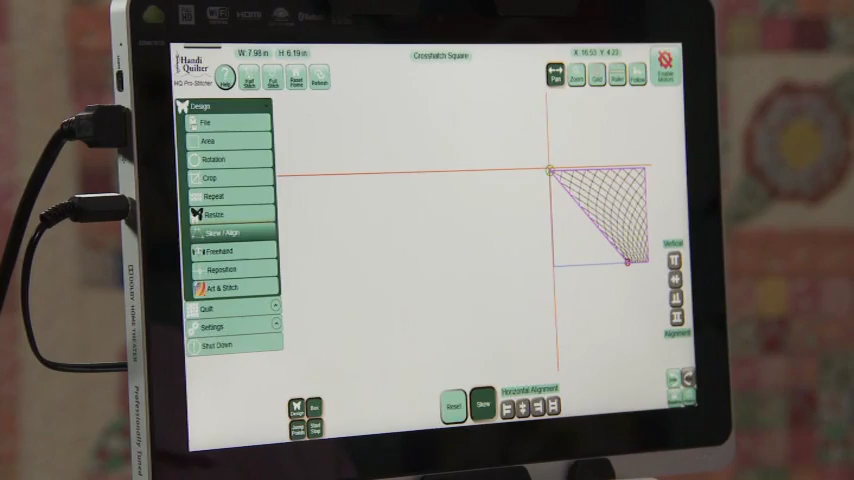 HD
WiFi
HDMI
W: 7.98 in H: 6.19 in
Crosshatch Square
X: 16.53 Y: 4.23
Handi
Quilter
HQ Pro-Stitcher
Help
Half
Stitch
Full
Stitch
Reset
Home
Refresh
Pan
Zoom
Grid
Ruler
Follow
Enable
Motors
Design
File
Area
Rotation
Crop
Repeat
Resize
Skew / Align
Freehand
Reposition
Art & Stitch
Quilt
Settings
Shut Down
Vertical
Alignment
Design
Box
Jump
Points
Start
Stop
Reset
Skew
Horizontal Alignment
DOLBY HOME THEATER
Professionally Tuned